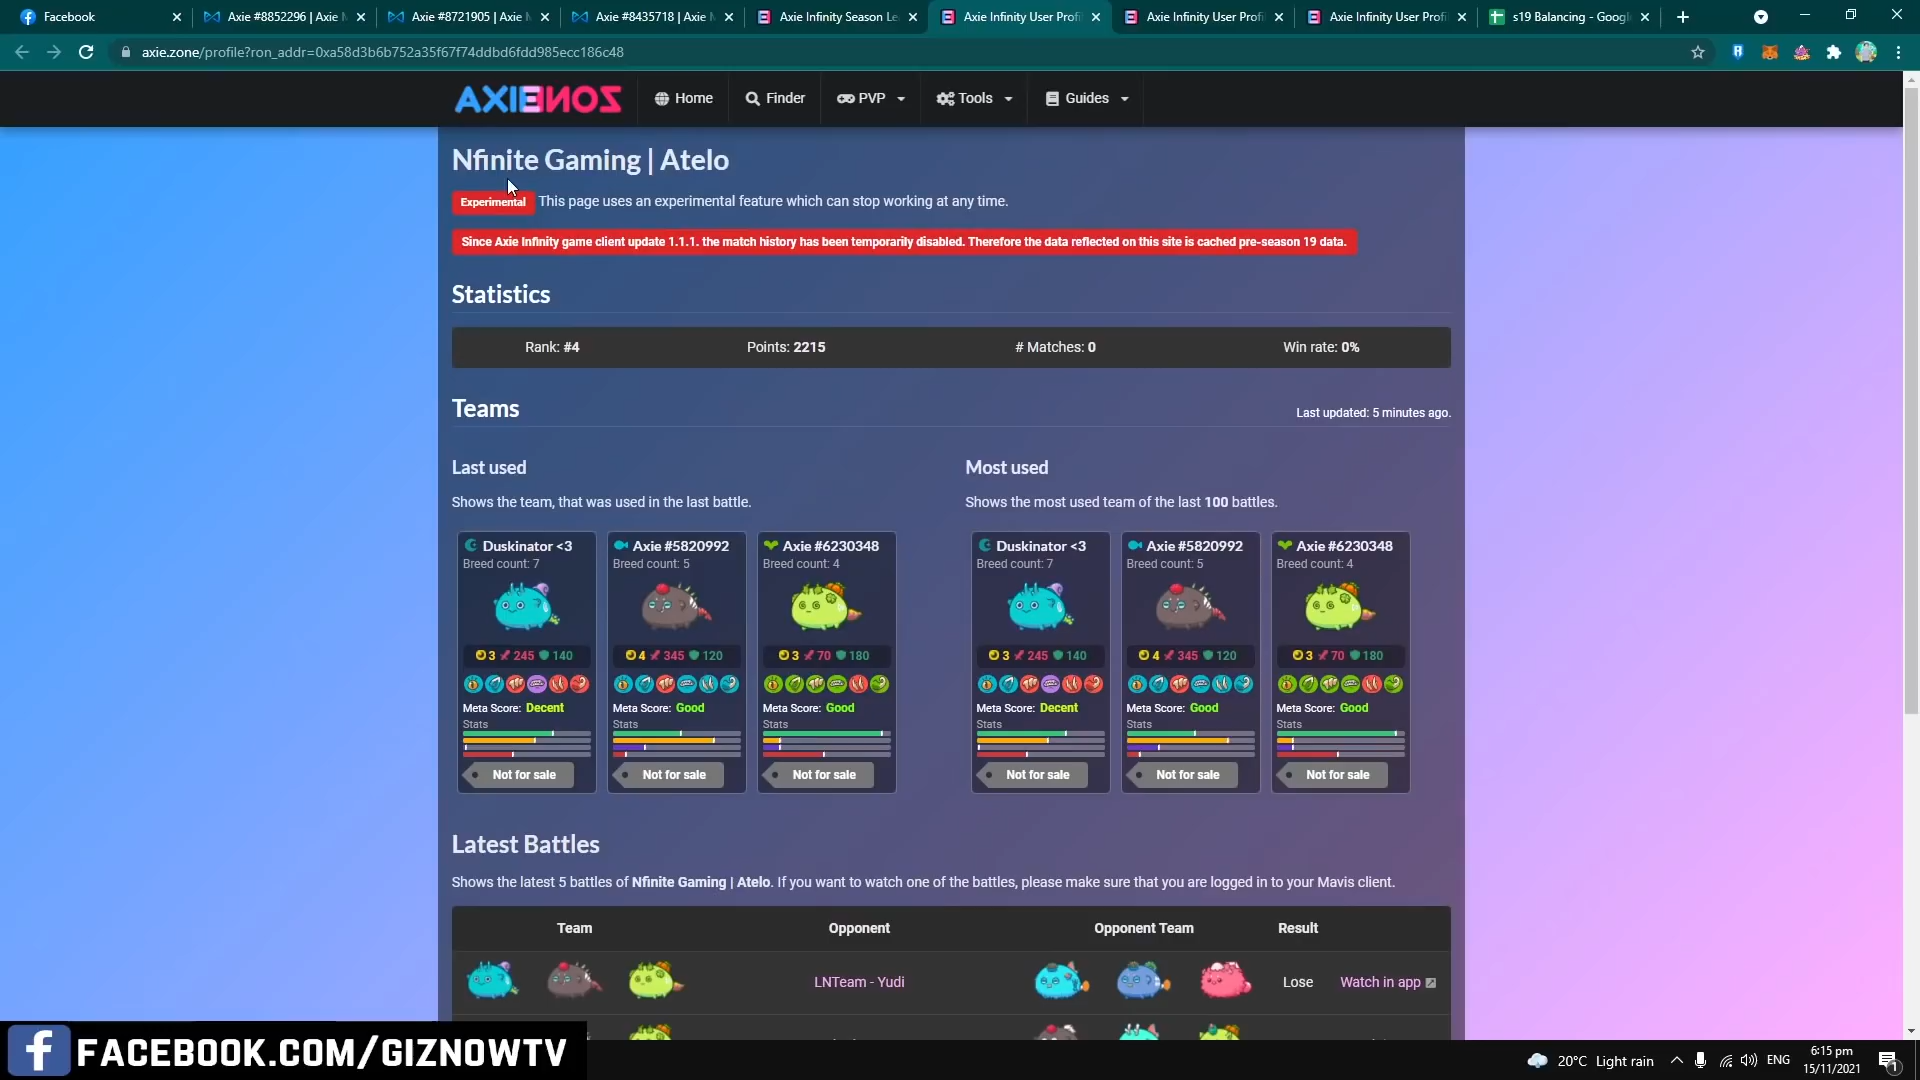 Facebook
Axie #8852296 | Axie
Axie #8721905 | Axie
Axie #8435718 | Axie
Axie Infinity Season Le
Axie Infinity User Profi
Axie Infinity User Profi
Axie Infinity User Profi
s19 Balancing - Google
axie.zone/profile?ron_addr=0xa58d3b6b752a35f67f74ddbd6fdd985ecc186c48
AXIE ZONE
Home
Finder
PVP
Tools
Guides
Nfinite Gaming | Atelo
Experimental This page uses an experimental feature which can stop working at any time.
Since Axie Infinity game client update 1.1.1. the match history has been temporarily disabled. Therefore the data reflected on this site is cached pre-season 19 data.
Statistics
Rank: #4 Points: 2215 # Matches: 0 Win rate: 0%
Teams
Last updated: 5 minutes ago.
Last used
Shows the team, that was used in the last battle.
Duskinator <3 Axie #5820992 Axie #6230348
Breed count: 7 Breed count: 5 Breed count: 4
3 245 140 4 345 120 3 70 180
Meta Score: Decent Meta Score: Good Meta Score: Good
Stats Stats Stats
Not for sale Not for sale Not for sale
Most used
Shows the most used team of the last 100 battles.
Duskinator <3 Axie #5820992 Axie #6230348
Breed count: 7 Breed count: 5 Breed count: 4
3 245 140 4 345 120 3 70 180
Meta Score: Decent Meta Score: Good Meta Score: Good
Stats Stats Stats
Not for sale Not for sale Not for sale
Latest Battles
Shows the latest 5 battles of Nfinite Gaming | Atelo. If you want to watch one of the battles, please make sure that you are logged in to your Mavis client.
Team Opponent Opponent Team Result
LNTeam - Yudi Lose Watch in app
FACEBOOK.COM/GIZNOWTV
20°C Light rain
ENG
6:15 pm
15/11/2021
1